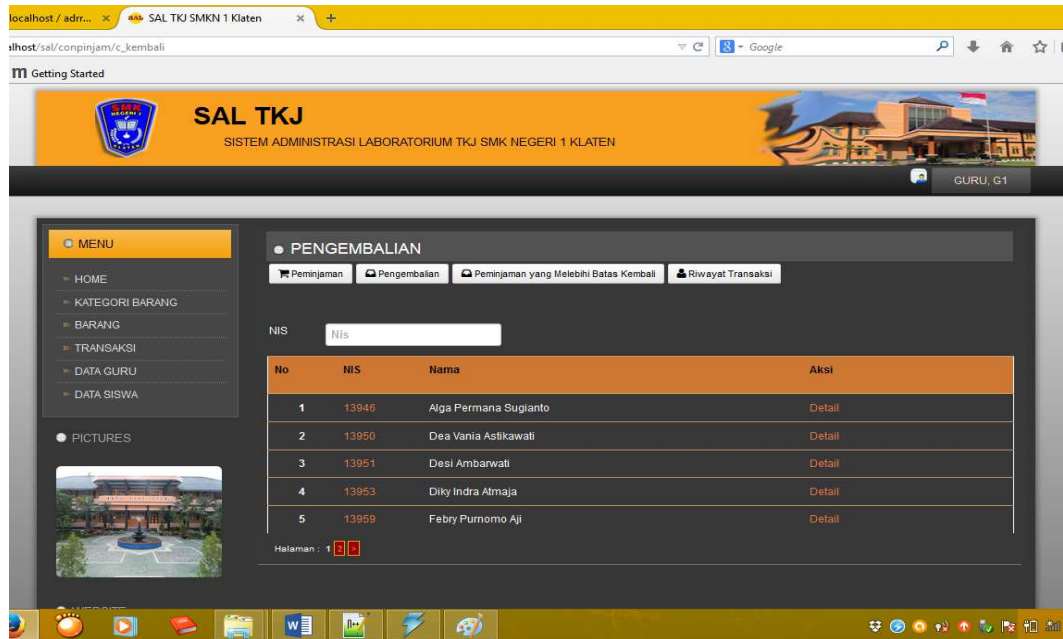 localhost / adm... × SAL TKJ SMKN 1 Klaten × +
alhost/sal/conpinjam/c_kembali Google
Getting Started
SMK NEGERI 1 KLATEN
SAL TKJ
SISTEM ADMINISTRASI LABORATORIUM TKJ SMK NEGERI 1 KLATEN
GURU, G1
MENU
HOME
KATEGORI BARANG
BARANG
TRANSAKSI
DATA GURU
DATA SISWA
PICTURES
PENGEMBALIAN
Peminjaman Pengembalian Peminjaman yang Melebihi Batas Kembali Riwayat Transaksi
NIS Nis
No NIS Nama Aksi
1 13946 Alga Permana Sugianto Detail
2 13950 Dea Vania Astikawati Detail
3 13951 Desi Ambarwati Detail
4 13953 Diky Indra Atmaja Detail
5 13959 Febry Purnomo Aji Detail
Halaman : 1 2 >